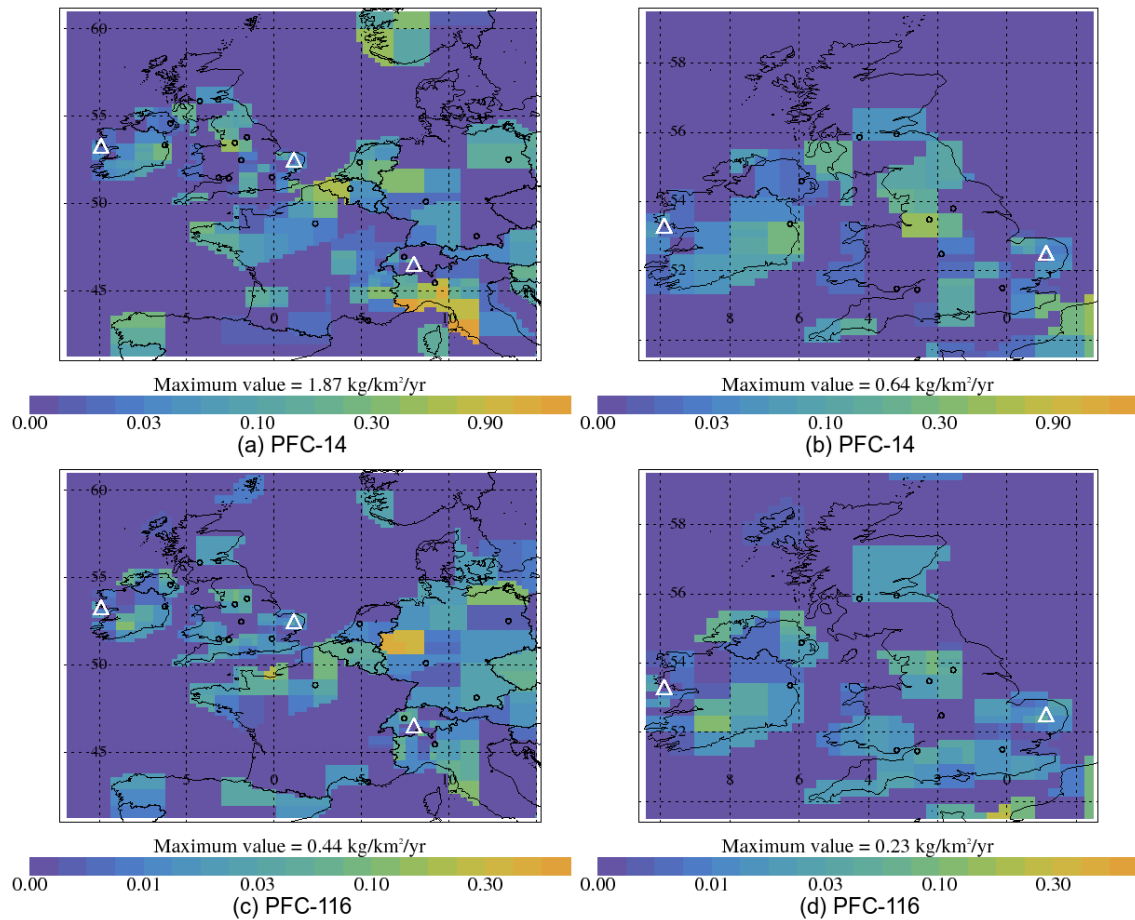 60
55
50
45
0
10
Maximum value = 1.87 kg/km²/yr
0.00 0.03 0.10 0.30 0.90
(a) PFC-14
58
56
54
52
8
6
4
2
0
Maximum value = 0.64 kg/km²/yr
0.00 0.03 0.10 0.30 0.90
(b) PFC-14
60
55
50
45
0
10
Maximum value = 0.44 kg/km²/yr
0.00 0.01 0.03 0.10 0.30
(c) PFC-116
58
56
54
52
8
6
4
2
0
Maximum value = 0.23 kg/km²/yr
0.00 0.01 0.03 0.10 0.30
(d) PFC-116